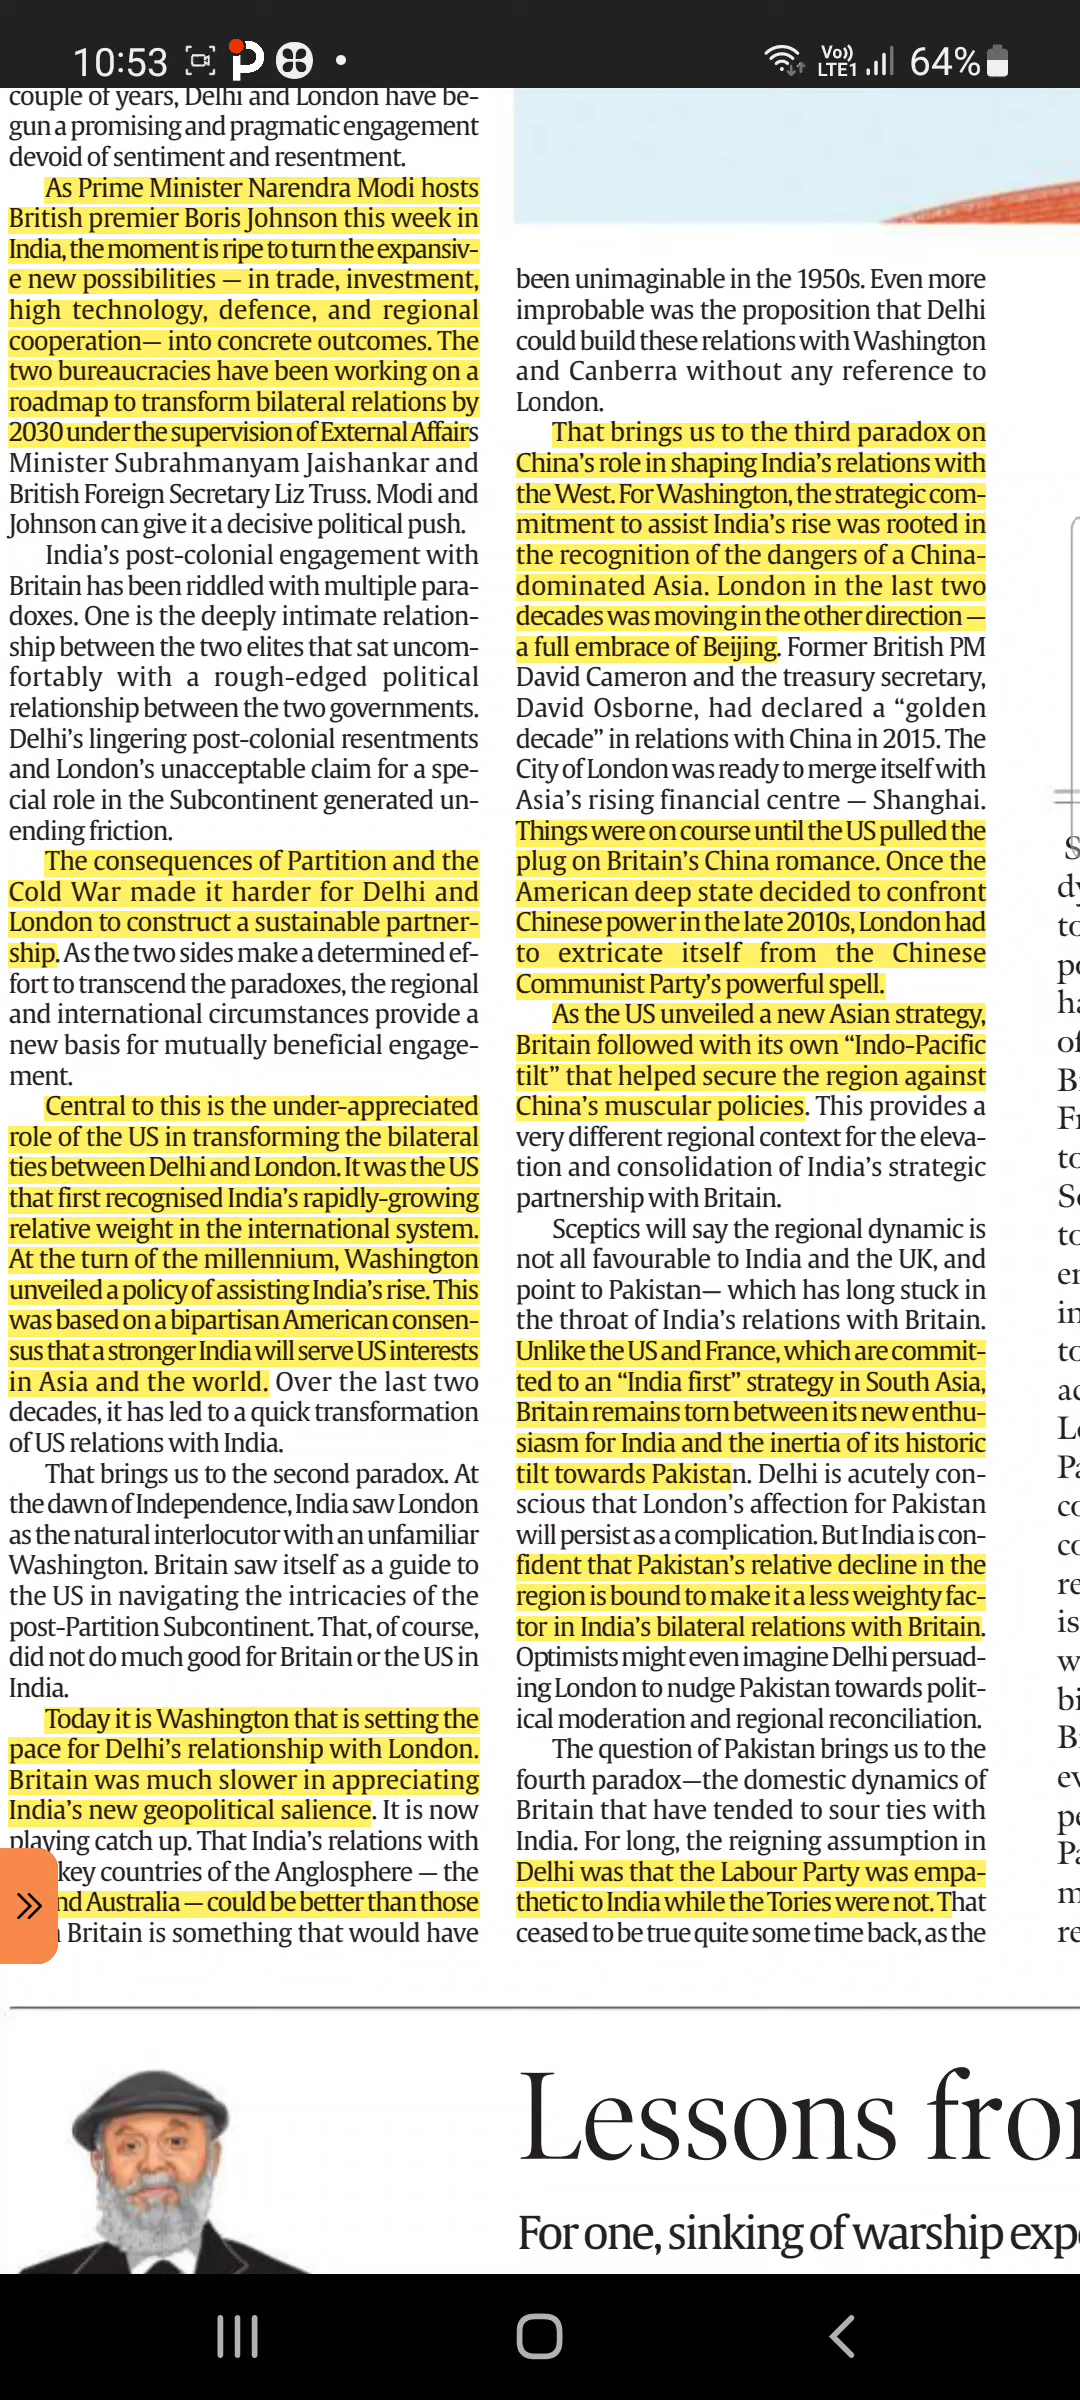 10:53
Vo))
LTE1
64%
couple of years, Delhi and London have be-
gun a promising and pragmatic engagement
devoid of sentiment and resentment.
As Prime Minister Narendra Modi hosts
British premier Boris Johnson this week in
India, the moment is ripe to turn the expansiv-
e new possibilities — in trade, investment,
high technology, defence, and regional
cooperation— into concrete outcomes. The
two bureaucracies have been working on a
roadmap to transform bilateral relations by
2030 under the supervision of External Affairs
Minister Subrahmanyam Jaishankar and
British Foreign Secretary Liz Truss. Modi and
Johnson can give it a decisive political push.
India's post-colonial engagement with
Britain has been riddled with multiple para-
doxes. One is the deeply intimate relation-
ship between the two elites that sat uncom-
fortably with a rough-edged political
relationship between the two governments.
Delhi's lingering post-colonial resentments
and London's unacceptable claim for a spe-
cial role in the Subcontinent generated un-
ending friction.
The consequences of Partition and the
Cold War made it harder for Delhi and
London to construct a sustainable partner-
ship. As the two sides make a determined ef-
fort to transcend the paradoxes, the regional
and international circumstances provide a
new basis for mutually beneficial engage-
ment.
Central to this is the under-appreciated
role of the US in transforming the bilateral
ties between Delhi and London. It was the US
that first recognised India's rapidly-growing
relative weight in the international system.
At the turn of the millennium, Washington
unveiled a policy of assisting India's rise. This
was based on a bipartisan American consen-
sus that a stronger India will serve US interests
in Asia and the world. Over the last two
decades, it has led to a quick transformation
of US relations with India.
That brings us to the second paradox. At
the dawn of Independence, India saw London
as the natural interlocutor with an unfamiliar
Washington. Britain saw itself as a guide to
the US in navigating the intricacies of the
post-Partition Subcontinent. That, of course,
did not do much good for Britain or the US in
India.
Today it is Washington that is setting the
pace for Delhi's relationship with London.
Britain was much slower in appreciating
India's new geopolitical salience. It is now
playing catch up. That India's relations with
key countries of the Anglosphere — the
nd Australia — could be better than those
Britain is something that would have
been unimaginable in the 1950s. Even more
improbable was the proposition that Delhi
could build these relations with Washington
and Canberra without any reference to
London.
That brings us to the third paradox on
China's role in shaping India's relations with
the West. For Washington, the strategic com-
mitment to assist India's rise was rooted in
the recognition of the dangers of a China-
dominated Asia. London in the last two
decades was moving in the other direction —
a full embrace of Beijing. Former British PM
David Cameron and the treasury secretary,
David Osborne, had declared a “golden
decade” in relations with China in 2015. The
City of London was ready to merge itself with
Asia's rising financial centre — Shanghai.
Things were on course until the US pulled the
plug on Britain's China romance. Once the
American deep state decided to confront
Chinese power in the late 2010s, London had
to extricate itself from the Chinese
Communist Party's powerful spell.
As the US unveiled a new Asian strategy,
Britain followed with its own “Indo-Pacific
tilt” that helped secure the region against
China's muscular policies. This provides a
very different regional context for the eleva-
tion and consolidation of India's strategic
partnership with Britain.
Sceptics will say the regional dynamic is
not all favourable to India and the UK, and
point to Pakistan— which has long stuck in
the throat of India's relations with Britain.
Unlike the US and France, which are commit-
ted to an “India first” strategy in South Asia,
Britain remains torn between its new enthu-
siasm for India and the inertia of its historic
tilt towards Pakistan. Delhi is acutely con-
scious that London's affection for Pakistan
will persist as a complication. But India is con-
fident that Pakistan's relative decline in the
region is bound to make it a less weighty fac-
tor in India's bilateral relations with Britain.
Optimists might even imagine Delhi persuad-
ing London to nudge Pakistan towards polit-
ical moderation and regional reconciliation.
The question of Pakistan brings us to the
fourth paradox—the domestic dynamics of
Britain that have tended to sour ties with
India. For long, the reigning assumption in
Delhi was that the Labour Party was empa-
thetic to India while the Tories were not. That
ceased to be true quite some time back, as the
Lessons from
For one, sinking of warship exp